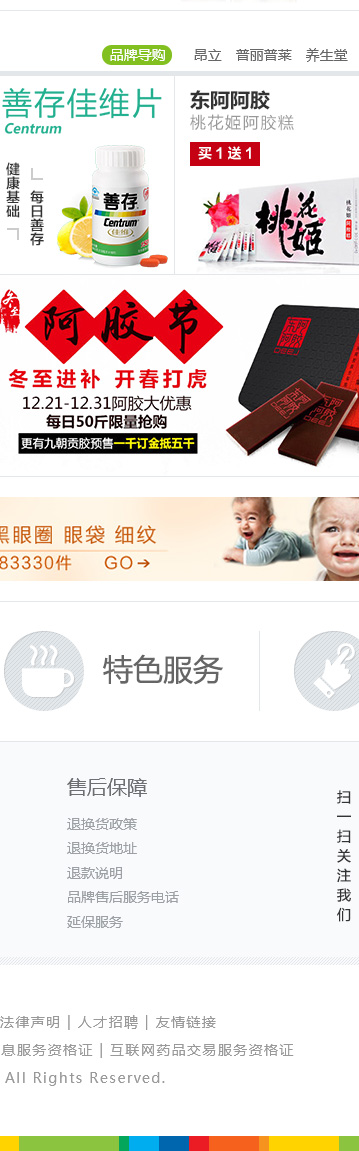 品牌导购 昂立 普丽普莱 养生堂
善存佳维片
Centrum
健康基础
每日善存
善存
Centrum
佳维
东阿阿胶
桃花姬阿胶糕
买1送1
桃花姬
阿胶节
冬至进补 开春打虎
12.21-12.31阿胶大优惠
每日50斤限量抢购
更有九朝贡胶预售一千订金抵五千
东阿阿胶
黑眼圈 眼袋 细纹
83330件 GO→
特色服务
售后保障
退换货政策
退换货地址
退款说明
品牌售后服务电话
延保服务
扫一扫关注我们
法律声明 | 人才招聘 | 友情链接
息服务资格证 | 互联网药品交易服务资格证
All Rights Reserved.